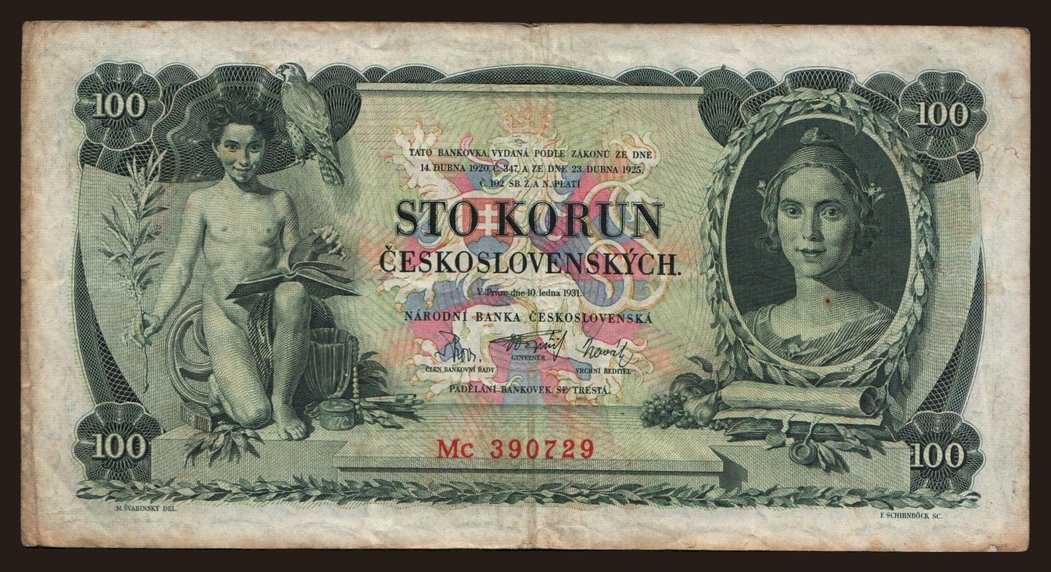 100
100
TATO BANKOVKA VYDANÁ PODLE ZÁKONŮ ZE DNE
14. DUBNA 1920, Č. 347, A ZE DNE 23. DUBNA 1925,
Č. 102 SB. Z. A N., PLATÍ
STO KORUN
ČESKOSLOVENSKÝCH.
V Praze dne 10. ledna 1931.
NÁRODNÍ BANKA ČESKOSLOVENSKÁ
GUVERNÉR
ČLEN BANKOVNÍ RADY
VRCHNÍ ŘEDITEL
PADĚLÁNÍ BANKOVEK SE TRESTÁ.
100
Mc 390729
100
M. ŠVABINSKÝ DEL.
F. SCHIRNBÖCK SC.